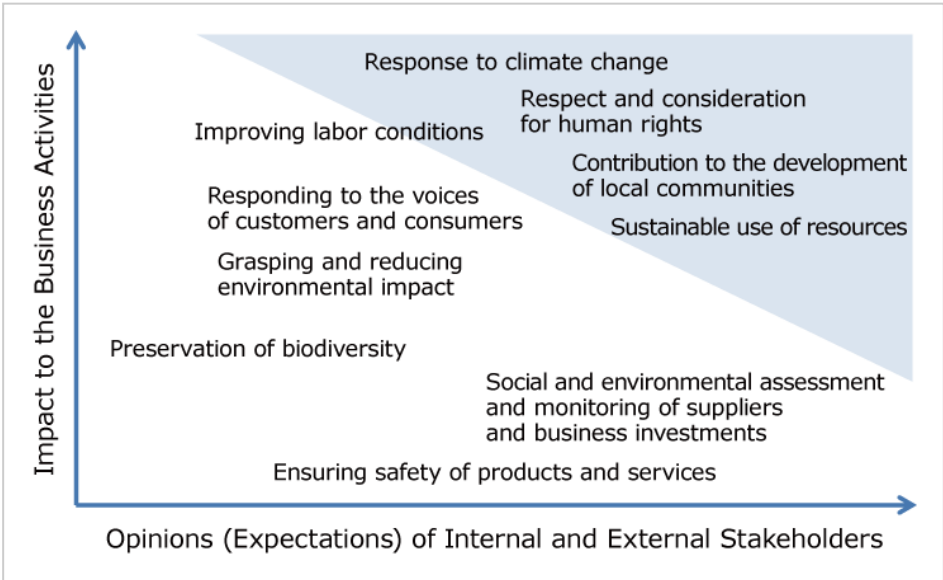 Impact to the Business Activities
Response to climate change
Respect and consideration
for human rights
Improving labor conditions
Contribution to the development
of local communities
Responding to the voices
of customers and consumers
Sustainable use of resources
Grasping and reducing
environmental impact
Preservation of biodiversity
Social and environmental assessment
and monitoring of suppliers
and business investments
Ensuring safety of products and services
Opinions (Expectations) of Internal and External Stakeholders